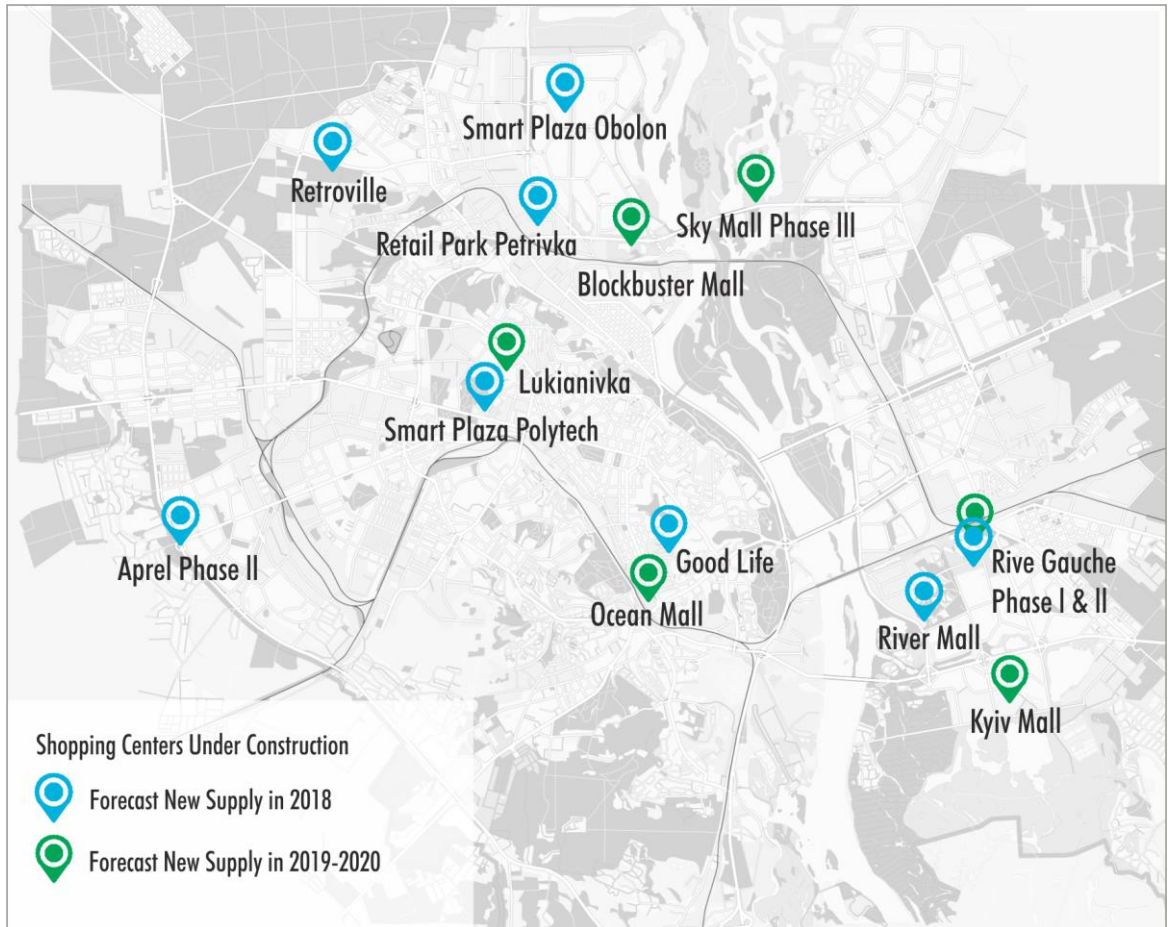 Smart Plaza Obolon
Retroville
Sky Mall Phase III
Retail Park Petrivka
Blockbuster Mall
Lukianivka
Smart Plaza Polytech
Aprel Phase II
Good Life
Rive Gauche
Phase I & II
Ocean Mall
River Mall
Kyiv Mall
Shopping Centers Under Construction
Forecast New Supply in 2018
Forecast New Supply in 2019-2020